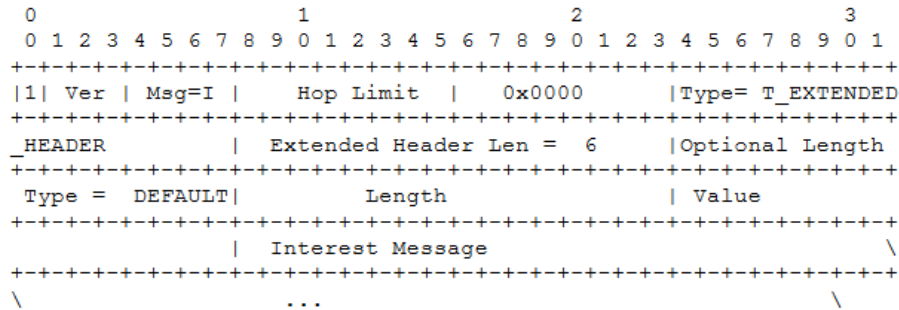 0 1 2 3
0 1 2 3 4 5 6 7 8 9 0 1 2 3 4 5 6 7 8 9 0 1 2 3 4 5 6 7 8 9 0 1
+-+-+-+-+-+-+-+-+-+-+-+-+-+-+-+-+-+-+-+-+-+-+-+-+-+-+-+-+-+-+-+-+
|1| Ver | Msg=I | Hop Limit | 0x0000 |Type= T_EXTENDED
+-+-+-+-+-+-+-+-+-+-+-+-+-+-+-+-+-+-+-+-+-+-+-+-+-+-+-+-+-+-+-+-+
_HEADER | Extended Header Len = 6 |Optional Length
+-+-+-+-+-+-+-+-+-+-+-+-+-+-+-+-+-+-+-+-+-+-+-+-+-+-+-+-+-+-+-+-+
Type = DEFAULT| Length | Value
+-+-+-+-+-+-+-+-+-+-+-+-+-+-+-+-+-+-+-+-+-+-+-+-+-+-+-+-+-+-+-+-+
| Interest Message \
+-+-+-+-+-+-+-+-+-+-+-+-+-+-+-+-+-+-+-+-+-+-+-+-+-+-+-+-+-+-+-+-+
\ ... \